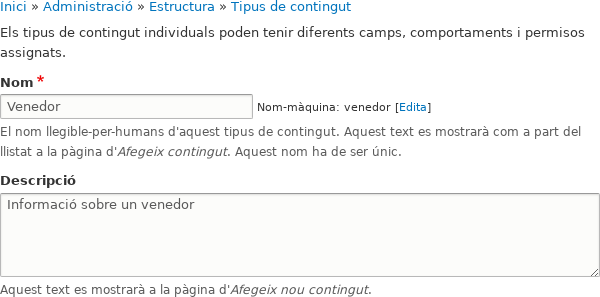 Inici » Administració » Estructura » Tipus de contingut
Els tipus de contingut individuals poden tenir diferents camps, comportaments i permisos
assignats.
Nom *
Venedor Nom-màquina: venedor [Edita]
El nom llegible-per-humans d'aquest tipus de contingut. Aquest text es mostrarà com a part del
llistat a la pàgina d'Afegeix contingut. Aquest nom ha de ser únic.
Descripció
Informació sobre un venedor
Aquest text es mostrarà a la pàgina d'Afegeix nou contingut.